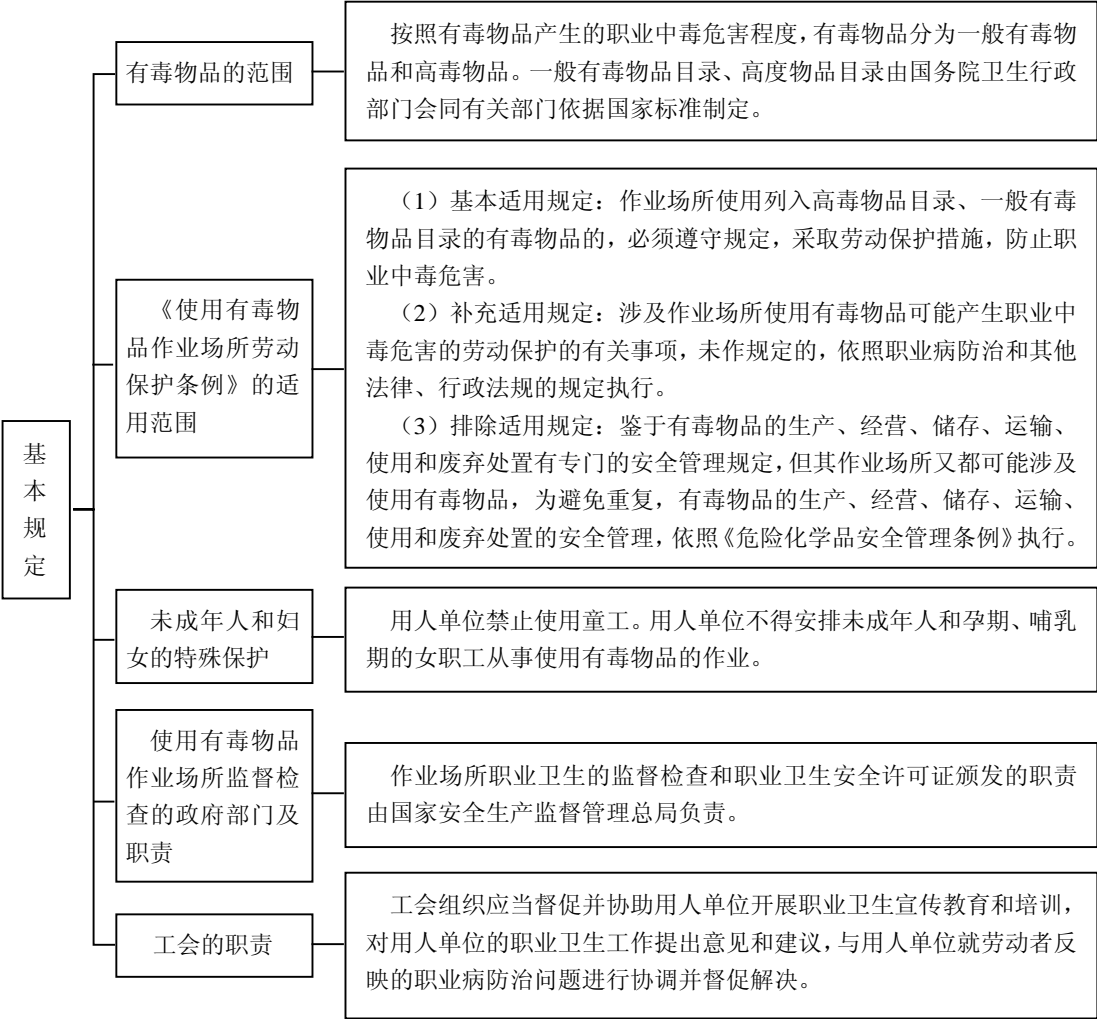 基
本
规
定
有毒物品的范围
按照有毒物品产生的职业中毒危害程度，有毒物品分为一般有毒物
品和高毒物品。一般有毒物品目录、高度物品目录由国务院卫生行政
部门会同有关部门依据国家标准制定。
《使用有毒物
品作业场所劳动
保护条例》的适
用范围
（1）基本适用规定：作业场所使用列入高毒物品目录、一般有毒
物品目录的有毒物品的，必须遵守规定，采取劳动保护措施，防止职
业中毒危害。
（2）补充适用规定：涉及作业场所使用有毒物品可能产生职业中
毒危害的劳动保护的有关事项，未作规定的，依照职业病防治和其他
法律、行政法规的规定执行。
（3）排除适用规定：鉴于有毒物品的生产、经营、储存、运输、
使用和废弃处置有专门的安全管理规定，但其作业场所又都可能涉及
使用有毒物品，为避免重复，有毒物品的生产、经营、储存、运输、
使用和废弃处置的安全管理，依照《危险化学品安全管理条例》执行。
未成年人和妇
女的特殊保护
用人单位禁止使用童工。用人单位不得安排未成年人和孕期、哺乳
期的女职工从事使用有毒物品的作业。
使用有毒物品
作业场所监督检
查的政府部门及
职责
作业场所职业卫生的监督检查和职业卫生安全许可证颁发的职责
由国家安全生产监督管理总局负责。
工会的职责
工会组织应当督促并协助用人单位开展职业卫生宣传教育和培训，
对用人单位的职业卫生工作提出意见和建议，与用人单位就劳动者反
映的职业病防治问题进行协调并督促解决。